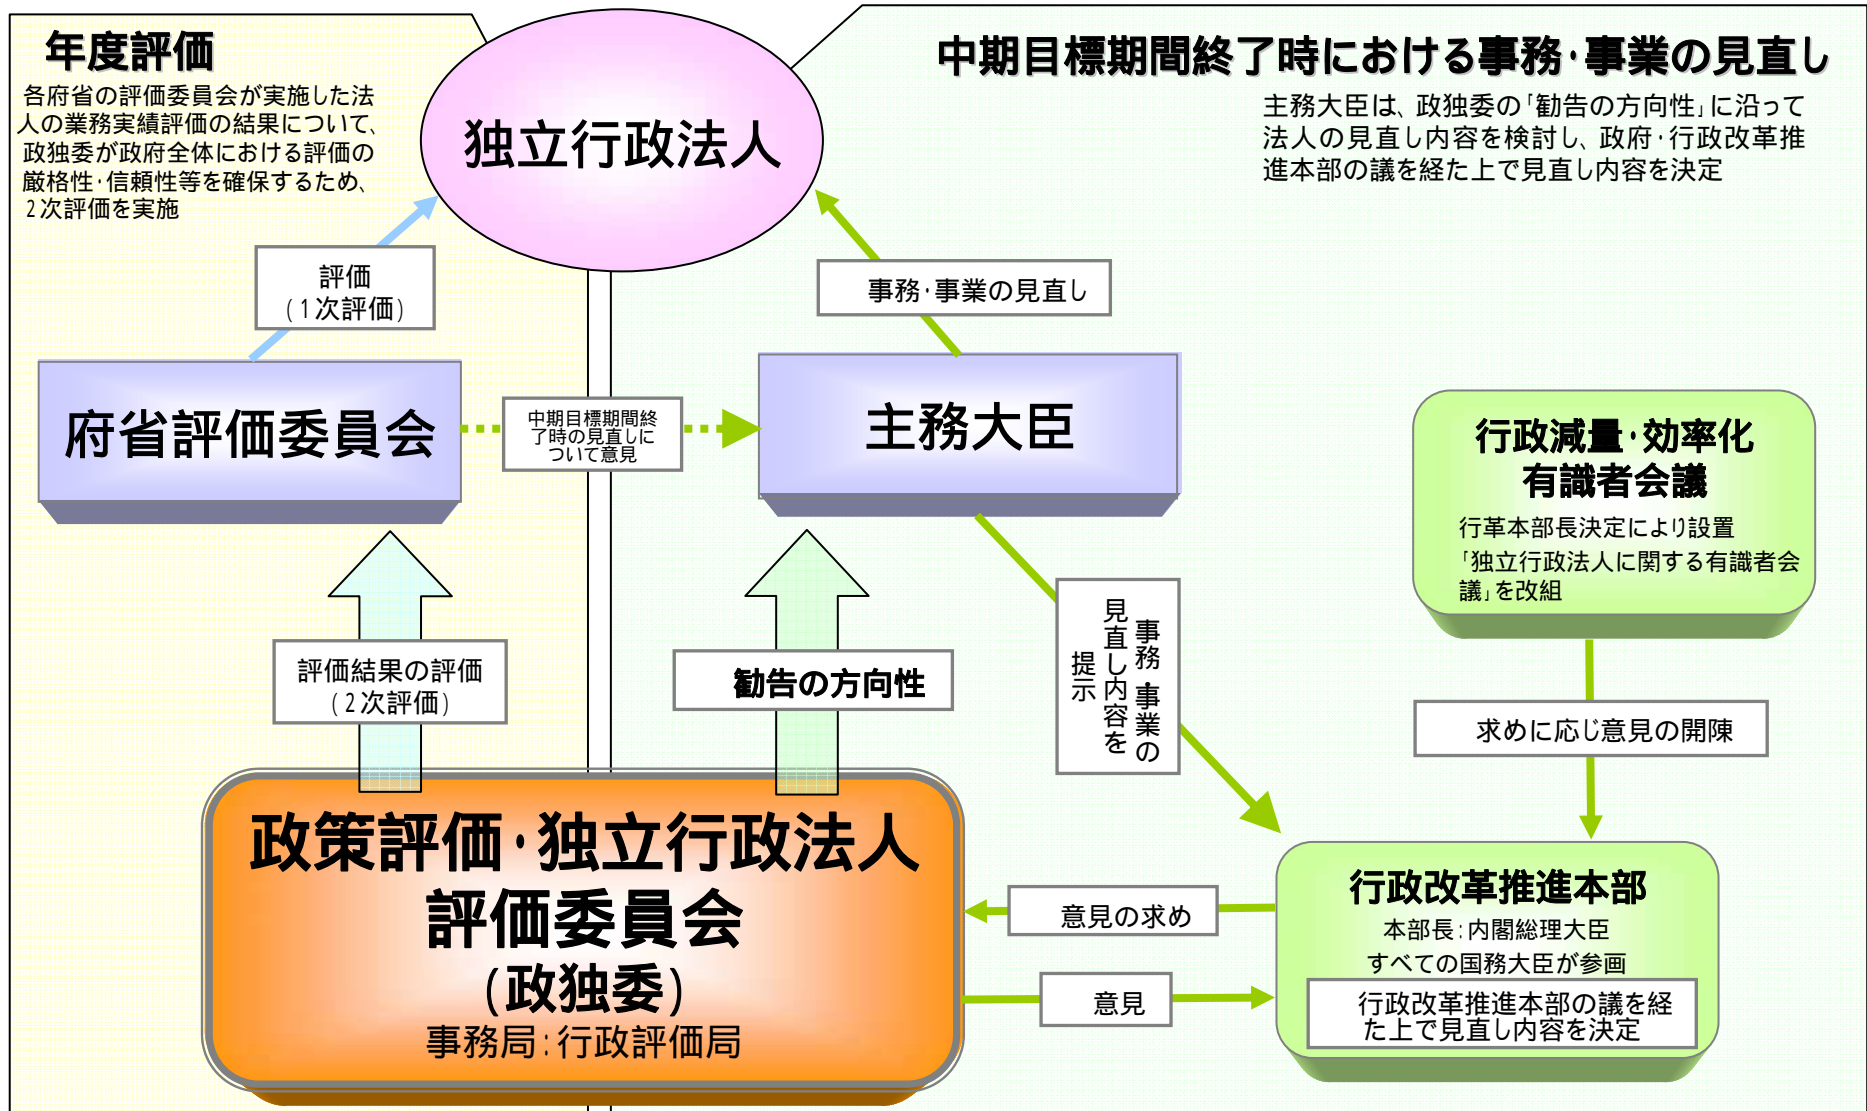 年度評価
各府省の評価委員会が実施した法
人の業務実績評価の結果について、
政独委が政府全体における評価の
厳格性・信頼性等を確保するため、
2次評価を実施
独立行政法人
中期目標期間終了時における事務・事業の見直し
主務大臣は、政独委の「勧告の方向性」に沿って
法人の見直し内容を検討し、政府・行政改革推
進本部の議を経た上で見直し内容を決定
評価
(1次評価)
事務・事業の見直し
府省評価委員会
中期目標期間終
了時の見直しに
ついて意見
主務大臣
行政減量・効率化
有識者会議
行革本部長決定により設置
「独立行政法人に関する有識者会
議」を改組
評価結果の評価
(2次評価)
勧告の方向性
事務・事業の
見直し内容を
提示
求めに応じ意見の開陳
政策評価・独立行政法人
評価委員会
(政独委)
事務局:行政評価局
意見の求め
意見
行政改革推進本部
本部長:内閣総理大臣
すべての国務大臣が参画
行政改革推進本部の議を経
た上で見直し内容を決定